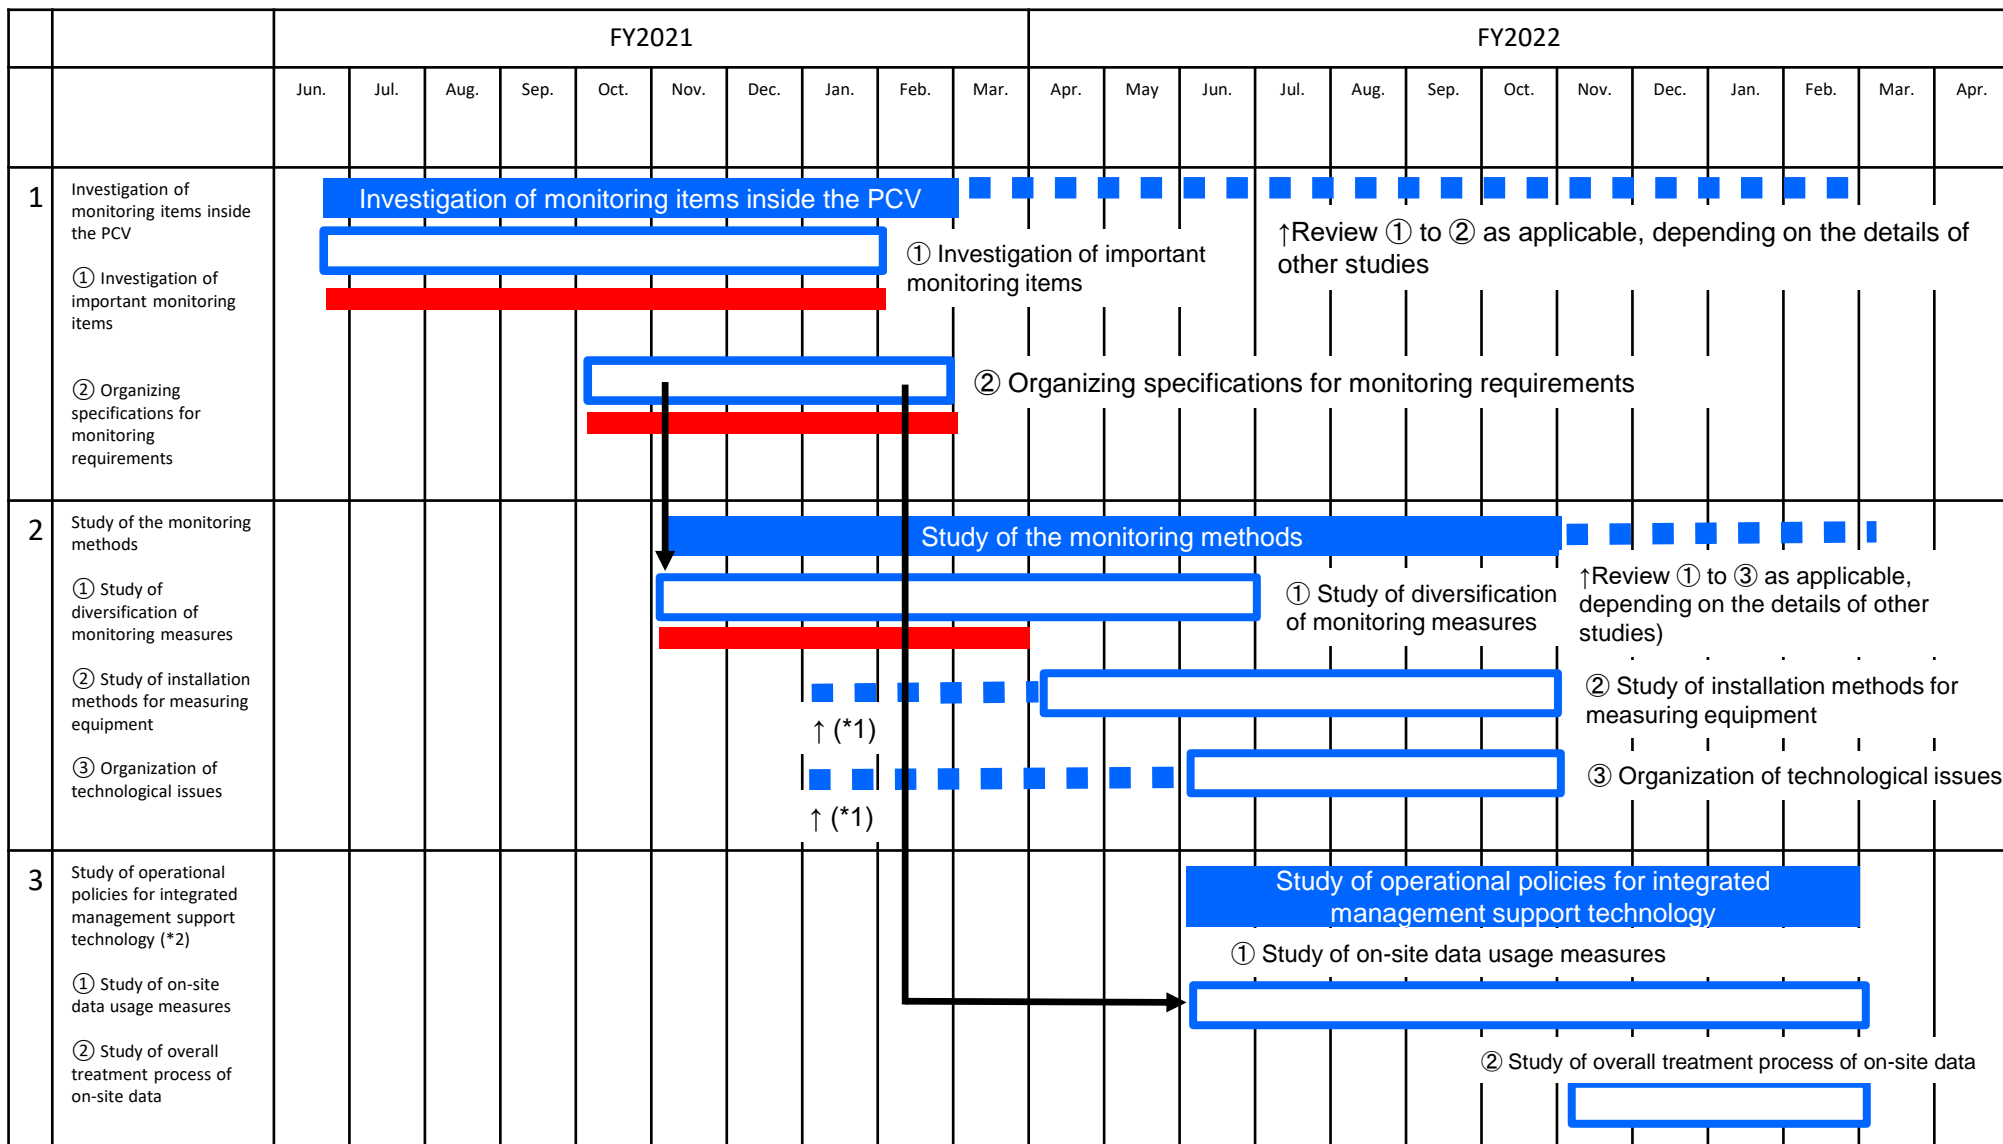 FY2021
FY2022
Jun.
Jul.
Aug.
Sep.
Oct.
Nov.
Dec.
Jan.
Feb.
Mar.
Apr.
May
Jun.
Jul.
Aug.
Sep.
Oct.
Nov.
Dec.
Jan.
Feb.
Mar.
Apr.
1
Investigation of
monitoring items inside
the PCV
① Investigation of
important monitoring
items
② Organizing
specifications for
monitoring
requirements
Investigation of monitoring items inside the PCV
① Investigation of important
monitoring items
↑Review ① to ② as applicable, depending on the details of
other studies
② Organizing specifications for monitoring requirements
2
Study of the monitoring
methods
① Study of
diversification of
monitoring measures
② Study of installation
methods for measuring
equipment
③ Organization of
technological issues
Study of the monitoring methods
① Study of diversification
of monitoring measures
↑Review ① to ③ as applicable,
depending on the details of other
studies)
↑ (*1)
② Study of installation methods for
measuring equipment
↑ (*1)
③ Organization of technological issues
3
Study of operational
policies for integrated
management support
technology (*2)
① Study of on-site
data usage measures
② Study of overall
treatment process of
on-site data
Study of operational policies for integrated
management support technology
① Study of on-site data usage measures
② Study of overall treatment process of on-site data